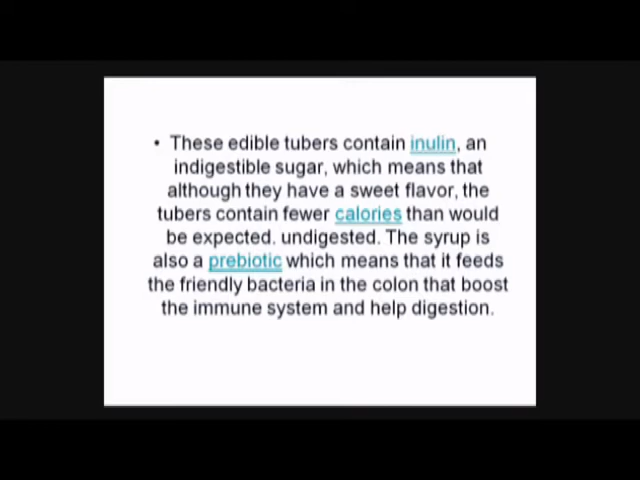 • These edible tubers contain inulin, an
indigestible sugar, which means that
although they have a sweet flavor, the
tubers contain fewer calories than would
be expected. undigested. The syrup is
also a prebiotic which means that it feeds
the friendly bacteria in the colon that boost
the immune system and help digestion.